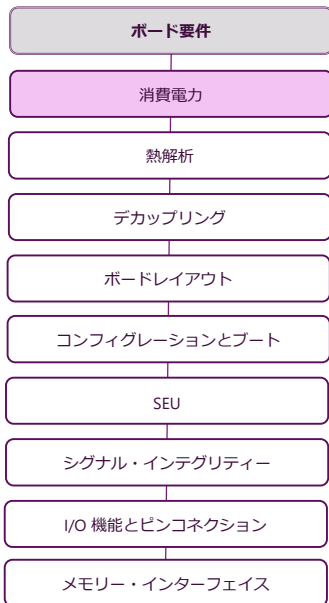 ボード要件
消費電力
熱解析
デカップリング
ボードレイアウト
コンフィグレーションとブート
SEU
シグナル・インテグリティー
I/O 機能とピンコネクション
メモリー・インターフェイス